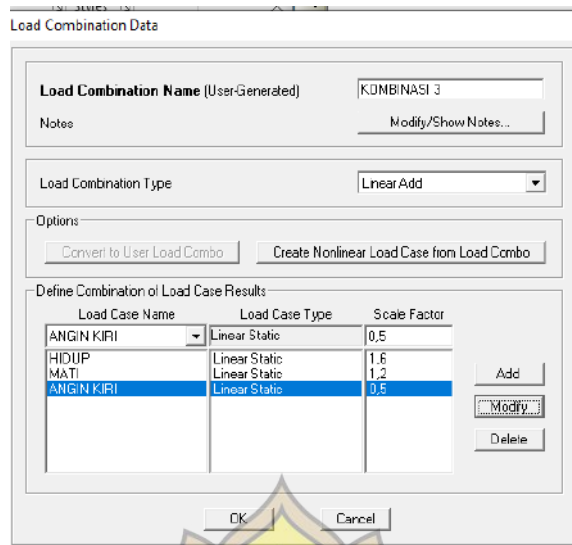 Load Combination Data
Load Combination Name (User-Generated) KOMBINASI 3
Notes Modify/Show Notes...
Load Combination Type Linear Add
Options
Convert to User Load Combo Create Nonlinear Load Case from Load Combo
Define Combination of Load Case Results
Load Case Name Load Case Type Scale Factor
ANGIN KIRI Linear Static 0,5
HIDUP Linear Static 1,6
MATI Linear Static 1,2
ANGIN KIRI Linear Static 0,5
Add
Modify
Delete
OK Cancel